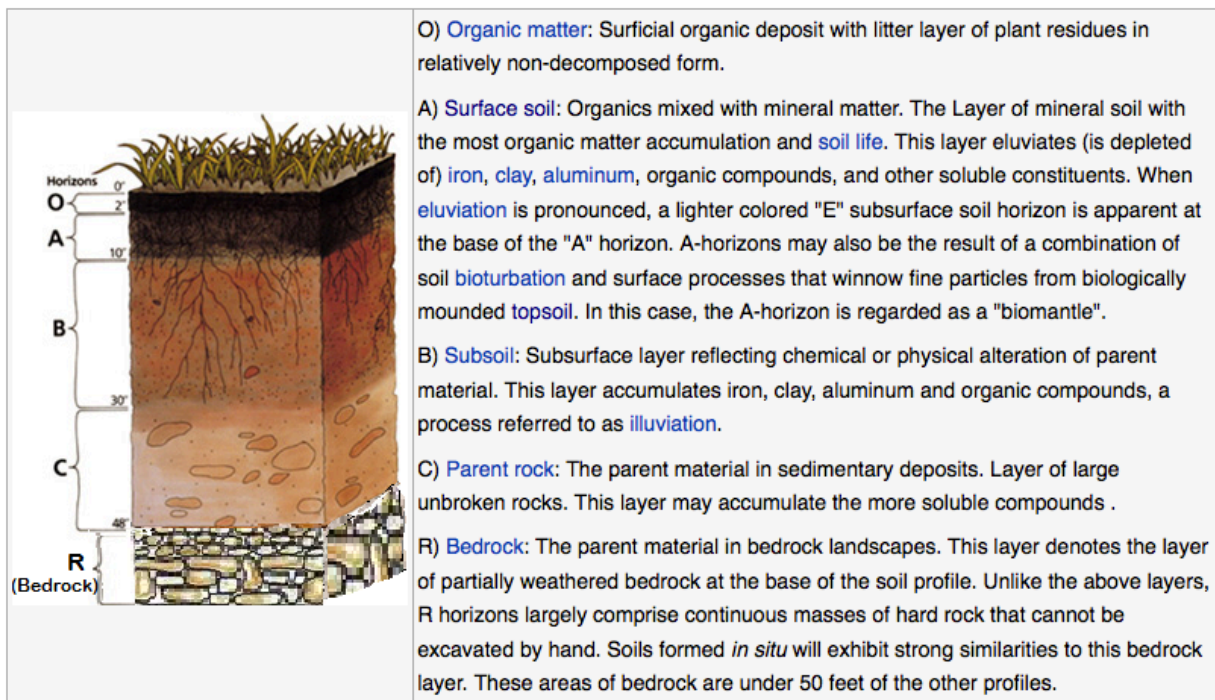 Horizons
0"
O
2"
A
10"
B
30"
C
48"
R
(Bedrock)
O) Organic matter: Surficial organic deposit with litter layer of plant residues in
relatively non-decomposed form.
A) Surface soil: Organics mixed with mineral matter. The Layer of mineral soil with
the most organic matter accumulation and soil life. This layer eluviates (is depleted
of) iron, clay, aluminum, organic compounds, and other soluble constituents. When
eluviation is pronounced, a lighter colored "E" subsurface soil horizon is apparent at
the base of the "A" horizon. A-horizons may also be the result of a combination of
soil bioturbation and surface processes that winnow fine particles from biologically
mounded topsoil. In this case, the A-horizon is regarded as a "biomantle".
B) Subsoil: Subsurface layer reflecting chemical or physical alteration of parent
material. This layer accumulates iron, clay, aluminum and organic compounds, a
process referred to as illuviation.
C) Parent rock: The parent material in sedimentary deposits. Layer of large
unbroken rocks. This layer may accumulate the more soluble compounds .
R) Bedrock: The parent material in bedrock landscapes. This layer denotes the layer
of partially weathered bedrock at the base of the soil profile. Unlike the above layers,
R horizons largely comprise continuous masses of hard rock that cannot be
excavated by hand. Soils formed in situ will exhibit strong similarities to this bedrock
layer. These areas of bedrock are under 50 feet of the other profiles.